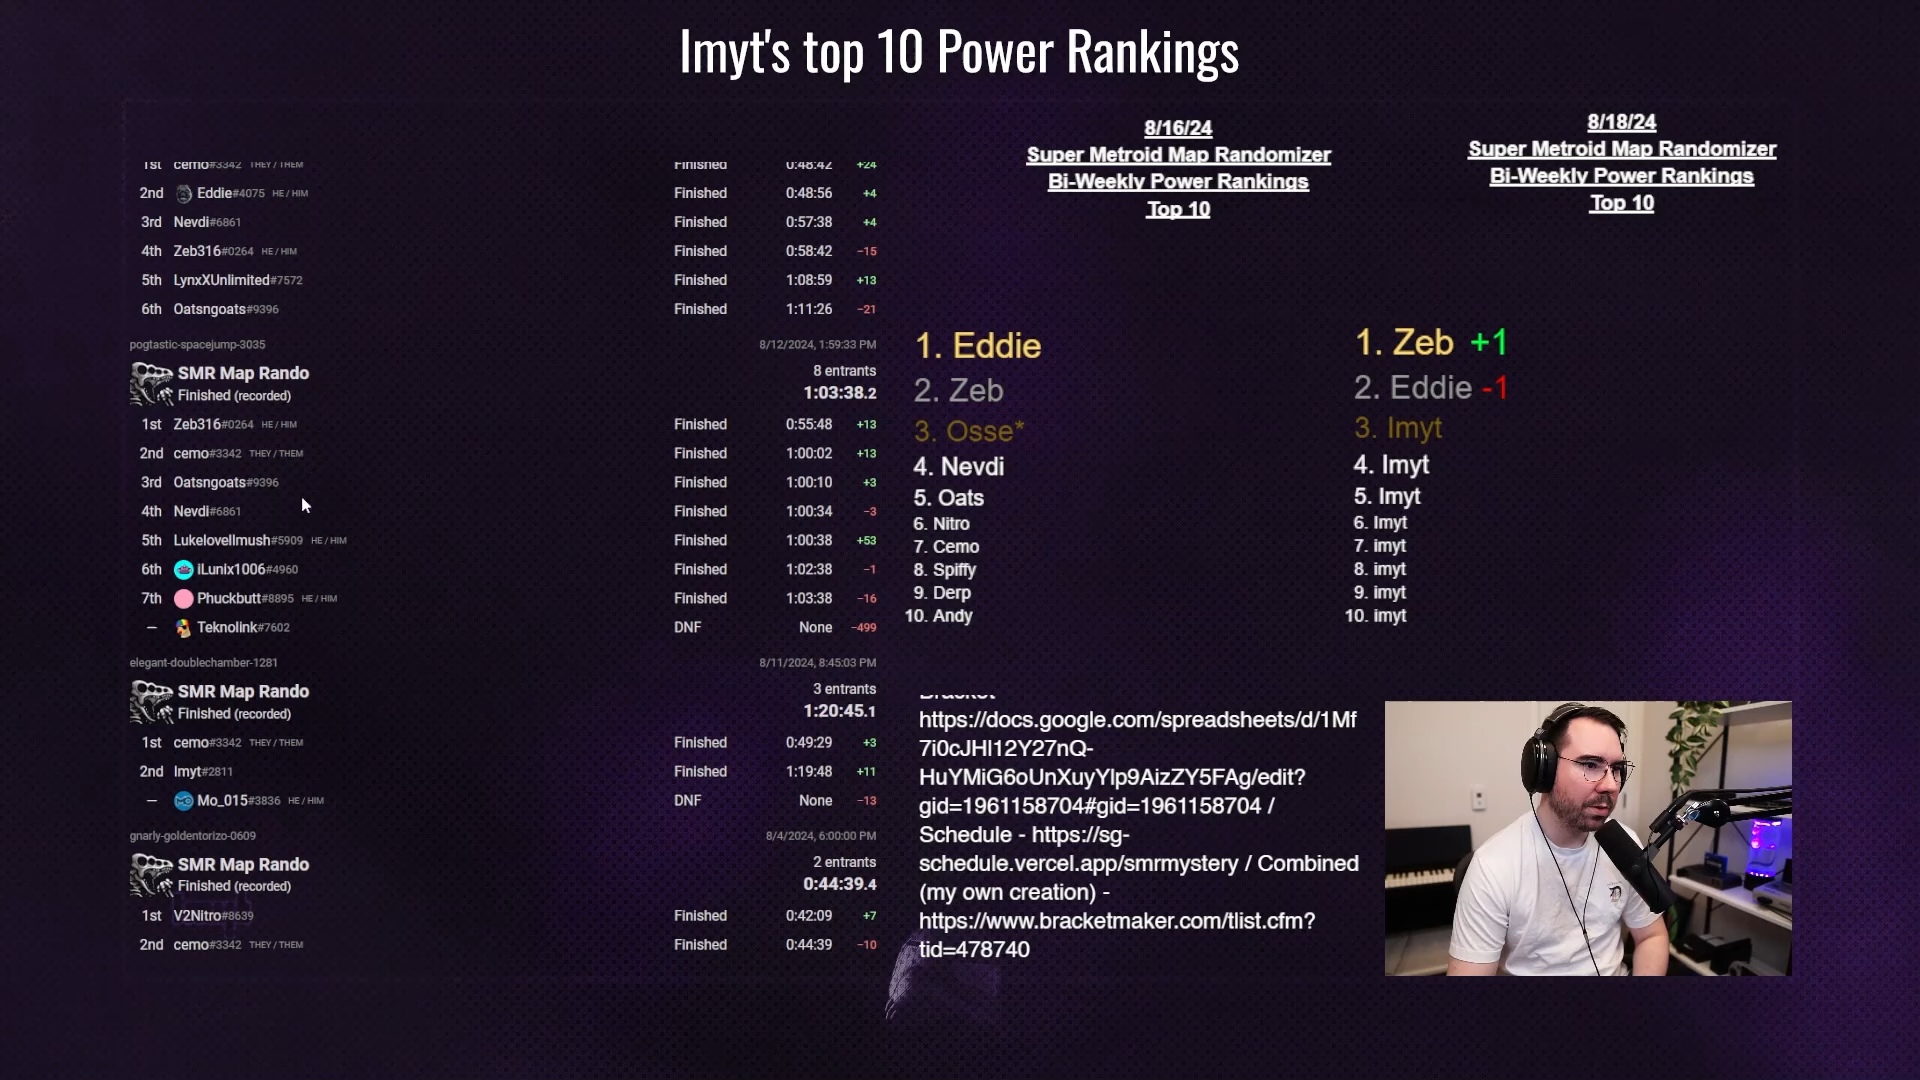 Imyt's top 10 Power Rankings
1st cemo#3342 THEY / THEM Finished 0:48:42 +24
2nd Eddie#4075 HE / HIM Finished 0:48:56 +4
3rd Nevdi#6861 Finished 0:57:38 +4
4th Zeb316#0264 HE / HIM Finished 0:58:42 −15
5th LynxXUnlimited#7572 Finished 1:08:59 +13
6th Oatsngoats#9396 Finished 1:11:26 −21
pogtastic-spacejump-3035 8/12/2024, 1:59:33 PM
SMR Map Rando 8 entrants
Finished (recorded) 1:03:38.2
1st Zeb316#0264 HE / HIM Finished 0:55:48 +13
2nd cemo#3342 THEY / THEM Finished 1:00:02 +13
3rd Oatsngoats#9396 Finished 1:00:10 +3
4th Nevdi#6861 Finished 1:00:34 −3
5th Lukelovellmush#5909 HE / HIM Finished 1:00:38 +53
6th iLunix1006#4960 Finished 1:02:38 −1
7th Phuckbutt#8895 HE / HIM Finished 1:03:38 −16
— Teknolink#7602 DNF None −499
elegant-doublechamber-1281 8/11/2024, 8:45:03 PM
SMR Map Rando 3 entrants
Finished (recorded) 1:20:45.1
1st cemo#3342 THEY / THEM Finished 0:49:29 +3
2nd Imyt#2811 Finished 1:19:48 +11
— Mo_015#3836 HE / HIM DNF None −13
gnarly-goldentorizo-0609 8/4/2024, 6:00:00 PM
SMR Map Rando 2 entrants
Finished (recorded) 0:44:39.4
1st V2Nitro#8639 Finished 0:42:09 +7
2nd cemo#3342 THEY / THEM Finished 0:44:39 −10
8/16/24
Super Metroid Map Randomizer
Bi-Weekly Power Rankings
Top 10
1. Eddie
2. Zeb
3. Osse*
4. Nevdi
5. Oats
6. Nitro
7. Cemo
8. Spiffy
9. Derp
10. Andy
8/18/24
Super Metroid Map Randomizer
Bi-Weekly Power Rankings
Top 10
1. Zeb +1
2. Eddie -1
3. Imyt
4. Imyt
5. Imyt
6. Imyt
7. imyt
8. imyt
9. imyt
10. imyt
Bracket
https://docs.google.com/spreadsheets/d/1Mf
7i0cJHl12Y27nQ-
HuYMiG6oUnXuyYlp9AizZY5FAg/edit?
gid=1961158704#gid=1961158704 /
Schedule - https://sg-
schedule.vercel.app/smrmystery / Combined
(my own creation) -
https://www.bracketmaker.com/tlist.cfm?
tid=478740